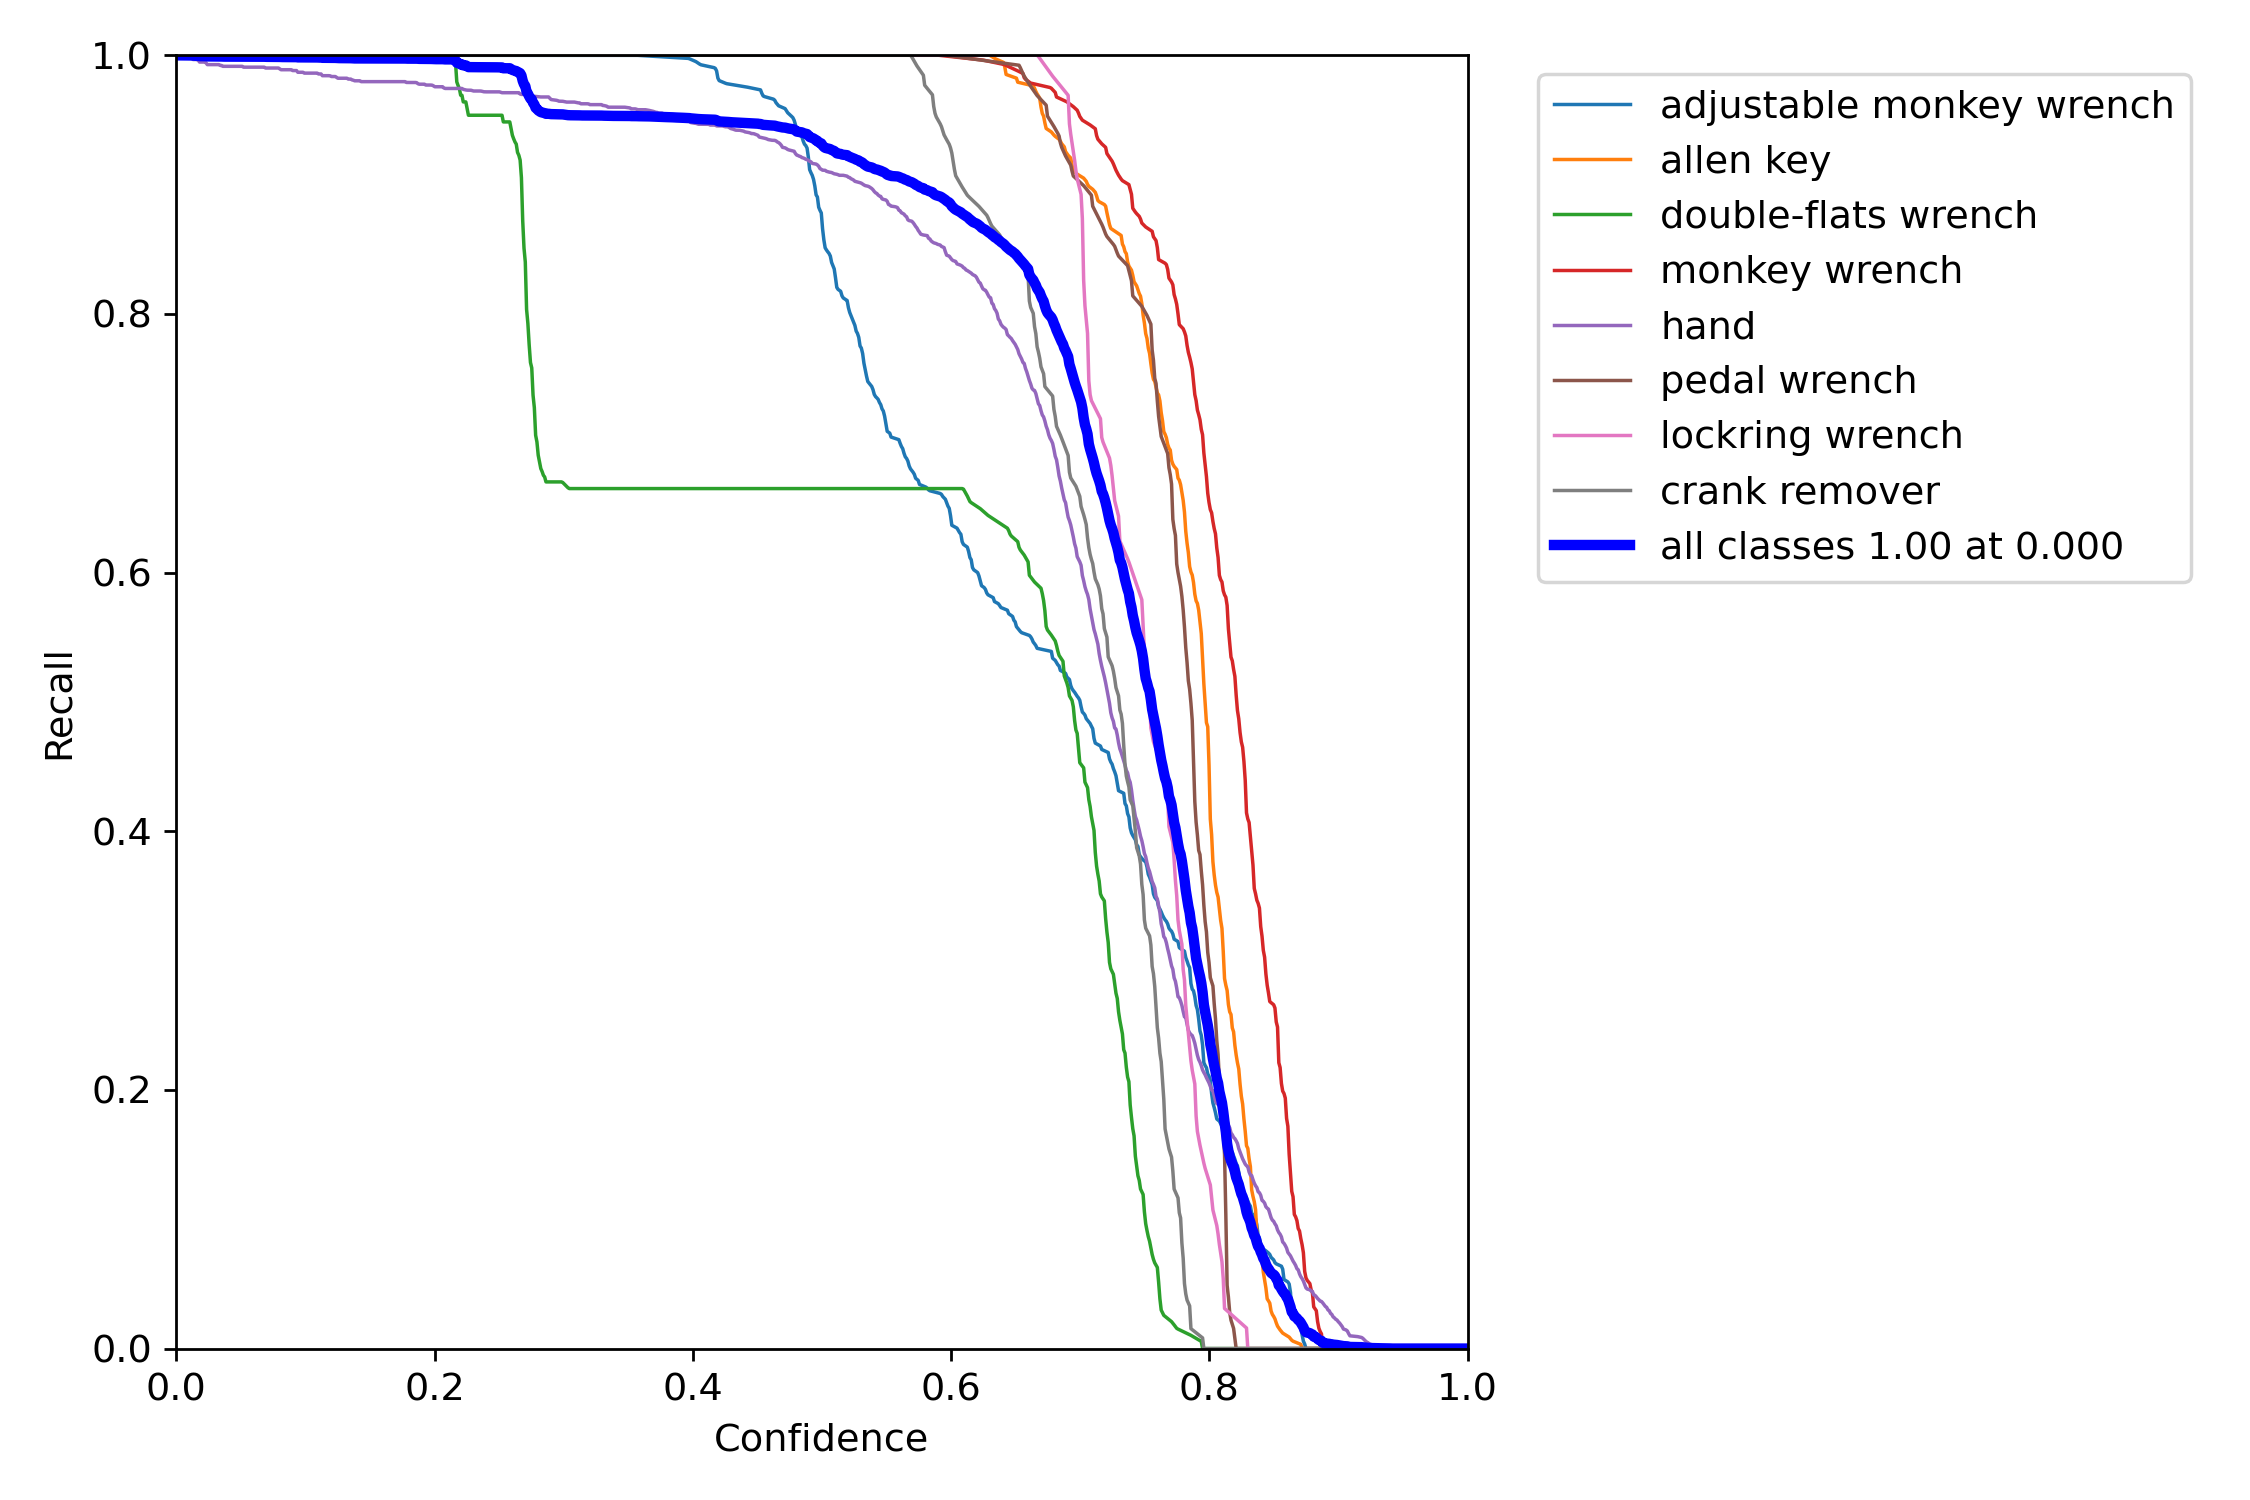 1.0
0.8
0.6
0.4
0.2
0.0
Recall
0.0 0.2 0.4 0.6 0.8 1.0
Confidence
adjustable monkey wrench
allen key
double-flats wrench
monkey wrench
hand
pedal wrench
lockring wrench
crank remover
all classes 1.00 at 0.000